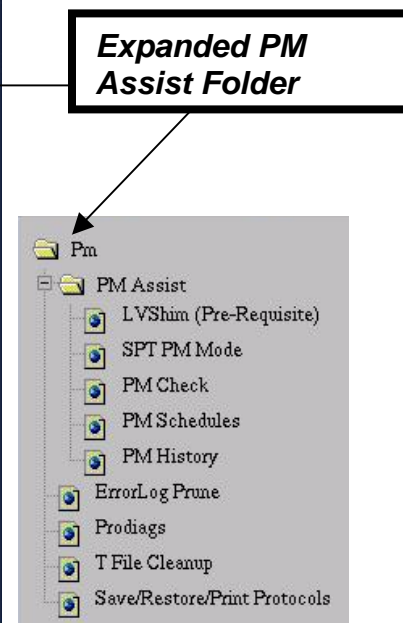 Expanded PM
Assist Folder
Pm
PM Assist
LVShim (Pre-Requisite)
SPT PM Mode
PM Check
PM Schedules
PM History
ErrorLog Prune
Prodiags
T File Cleanup
Save/Restore/Print Protocols